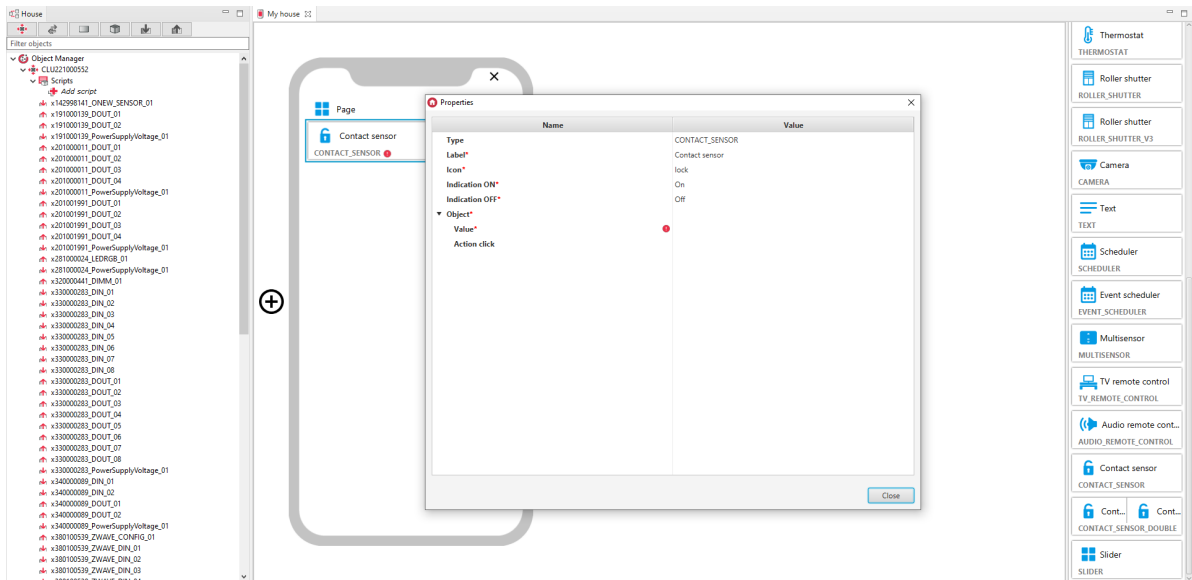 House
My house
Filter objects
Object Manager
CLU221000552
Scripts
Add script
x142998141_ONEW_SENSOR_01
x191000139_DOUT_01
x191000139_DOUT_02
x191000139_PowerSupplyVoltage_01
x201000011_DOUT_01
x201000011_DOUT_02
x201000011_DOUT_03
x201000011_DOUT_04
x201000011_PowerSupplyVoltage_01
x201001991_DOUT_01
x201001991_DOUT_02
x201001991_DOUT_03
x201001991_DOUT_04
x201001991_PowerSupplyVoltage_01
x281000024_LEDRGB_01
x281000024_PowerSupplyVoltage_01
x320000441_DIMM_01
x330000283_DIN_01
x330000283_DIN_02
x330000283_DIN_03
x330000283_DIN_04
x330000283_DIN_05
x330000283_DIN_06
x330000283_DIN_07
x330000283_DIN_08
x330000283_DOUT_01
x330000283_DOUT_02
x330000283_DOUT_03
x330000283_DOUT_04
x330000283_DOUT_05
x330000283_DOUT_06
x330000283_DOUT_07
x330000283_DOUT_08
x330000283_PowerSupplyVoltage_01
x340000089_DIN_01
x340000089_DIN_02
x340000089_DOUT_01
x340000089_DOUT_02
x340000089_PowerSupplyVoltage_01
x380100539_ZWAVE_CONFIG_01
x380100539_ZWAVE_DIN_01
x380100539_ZWAVE_DIN_02
x380100539_ZWAVE_DIN_03
Page
Contact sensor
CONTACT_SENSOR
Properties
Name Value
Type CONTACT_SENSOR
Label* Contact sensor
Icon* lock
Indication ON* On
Indication OFF* Off
Object*
Value*
Action click
Close
Thermostat
THERMOSTAT
Roller shutter
ROLLER_SHUTTER
Roller shutter
ROLLER_SHUTTER_V3
Camera
CAMERA
Text
TEXT
Scheduler
SCHEDULER
Event scheduler
EVENT_SCHEDULER
Multisensor
MULTISENSOR
TV remote control
TV_REMOTE_CONTROL
Audio remote cont...
AUDIO_REMOTE_CONTROL
Contact sensor
CONTACT_SENSOR
Cont... Cont...
CONTACT_SENSOR_DOUBLE
Slider
SLIDER